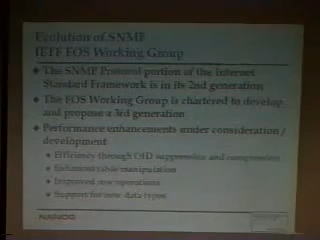 Evolution of SNMP
IETF EOS Working Group
The SNMP Protocol portion of the Internet
Standard Framework is in its 2nd generation
The EOS Working Group is chartered to develop
and propose a 3rd generation
Performance enhancements under consideration /
development
Efficiency through OID suppression and compression
Enhanced table manipulation
Improved row operations
Support for new data types
NANOG